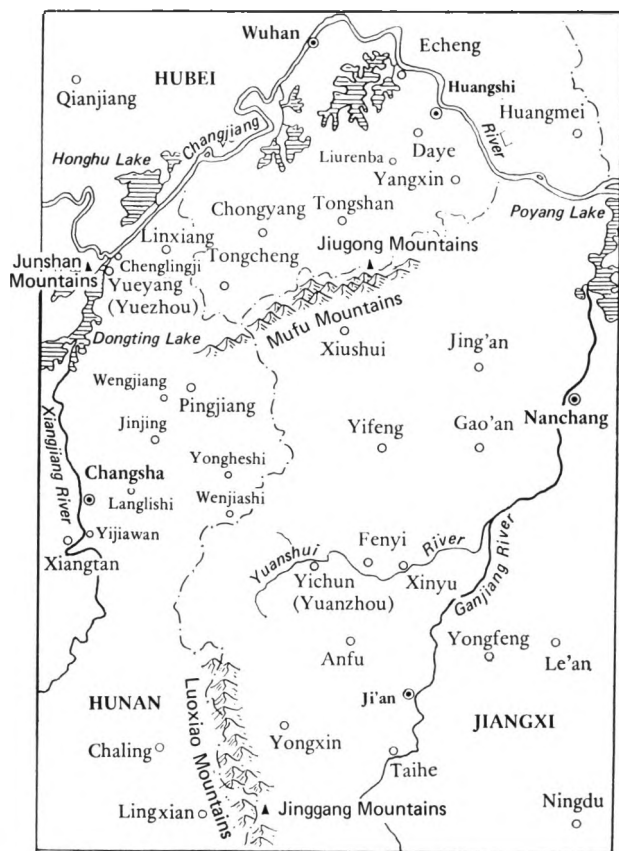 Wuhan
Echeng
HUBEI
Qianjiang
Huangshi
Huangmei
Changjiang
River
Daye
Honghu Lake
Liurenba
Yangxin
Poyang Lake
Chongyang
Tongshan
Linxiang
Junshan
Mountains
Chenglingji
Tongcheng
Jiugong Mountains
Yueyang
(Yuezhou)
Mufu Mountains
Dongting Lake
Xiushui
Jing'an
Wengjiang
Pingjiang
Nanchang
Jinjing
Yifeng
Gao'an
Xiangjiang River
Yongheshi
Changsha
Langlishi
Wenjiashi
Yijiawan
Xiangtan
Yuanshui
River
Fenyi
Yichun
(Yuanzhou)
Xinyu
Ganjiang River
Anfu
Yongfeng
Le'an
HUNAN
Luoxiao Mountains
Ji'an
JIANGXI
Chaling
Yongxin
Taihe
Lingxian
Jinggang Mountains
Ningdu